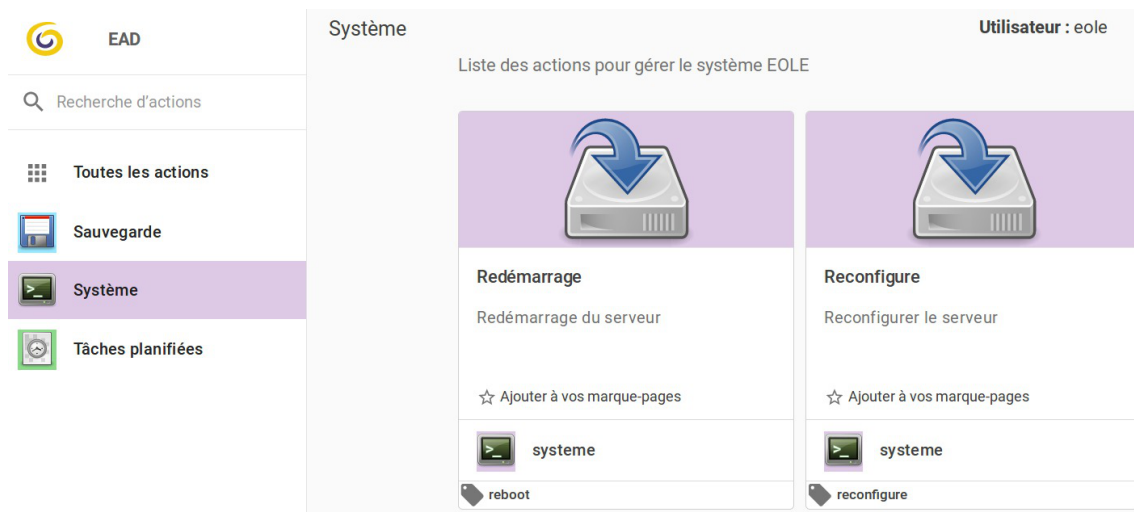 EAD
Recherche d'actions
Toutes les actions
Sauvegarde
Système
Tâches planifiées
Système
Utilisateur : eole
Liste des actions pour gérer le système EOLE
Redémarrage
Redémarrage du serveur
Ajouter à vos marque-pages
systeme
reboot
Reconfigure
Reconfigurer le serveur
Ajouter à vos marque-pages
systeme
reconfigure